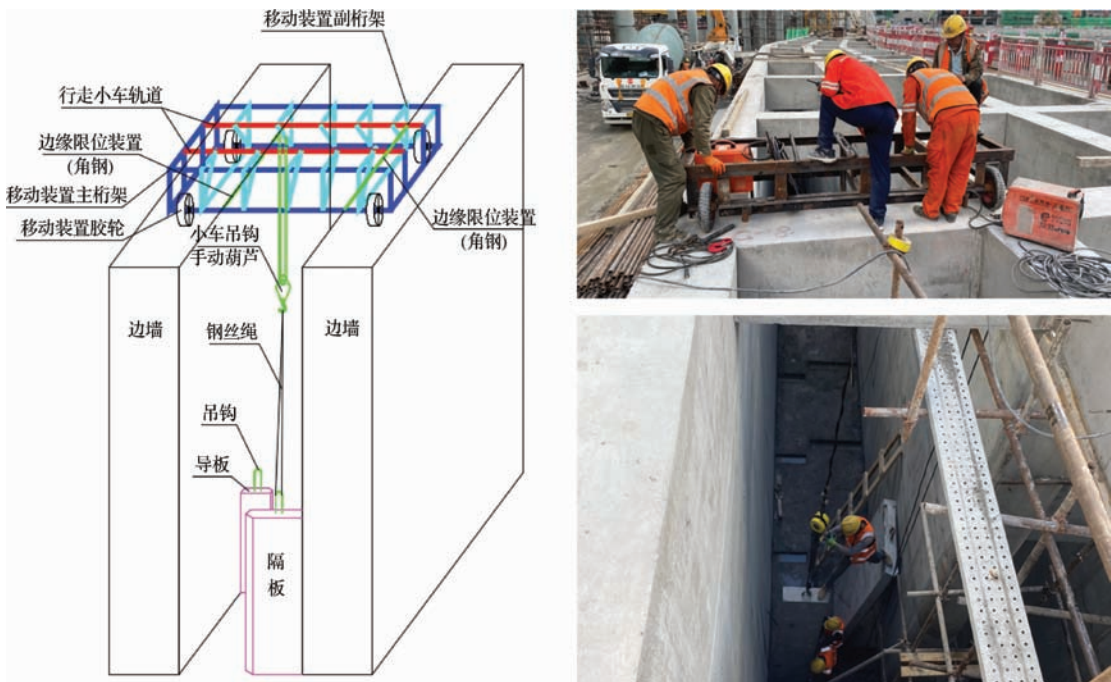 移动装置副桁架
行走小车轨道
边缘限位装置
(角钢)
移动装置主桁架
移动装置胶轮
边缘限位装置
(角钢)
小车吊钩
手动葫芦
边墙
钢丝绳
边墙
吊钩
导板
隔
板